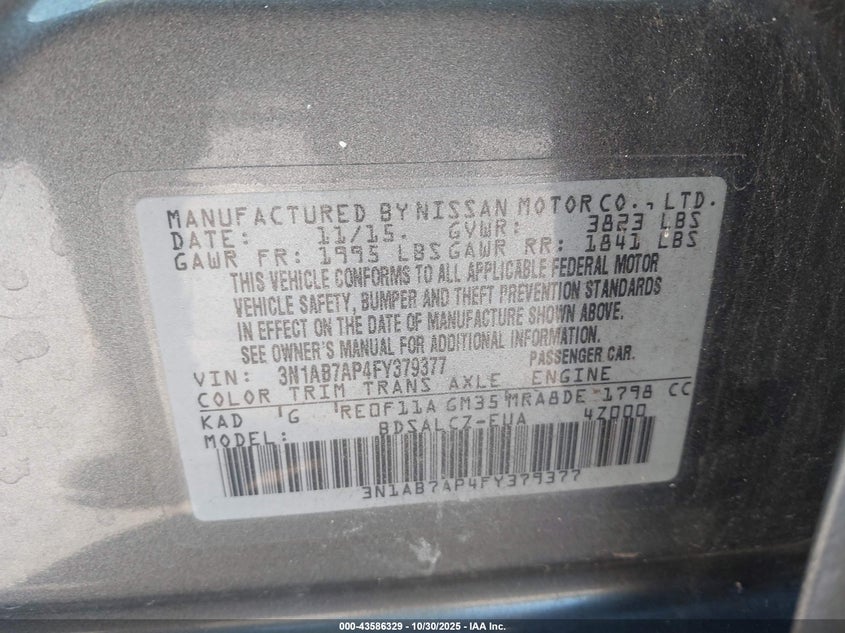 MANUFACTURED BY NISSAN MOTOR CO., LTD.
DATE: 11/15. GVWR: 3823 LBS
GAWR FR: 1995 LBS GAWR RR: 1841 LBS
THIS VEHICLE CONFORMS TO ALL APPLICABLE FEDERAL MOTOR
VEHICLE SAFETY, BUMPER AND THEFT PREVENTION STANDARDS
IN EFFECT ON THE DATE OF MANUFACTURE SHOWN ABOVE.
SEE OWNER'S MANUAL FOR ADDITIONAL INFORMATION.
VIN: 3N1AB7AP4FY379377 PASSENGER CAR.
COLOR TRIM TRANS AXLE ENGINE
KAD G RE0F11A GM35 MRA8DE 1798 CC
MODEL: BDSALCZ-EUA 4Z000
3N1AB7AP4FY379377
000-43586329 - 10/30/2025 - IAA Inc.